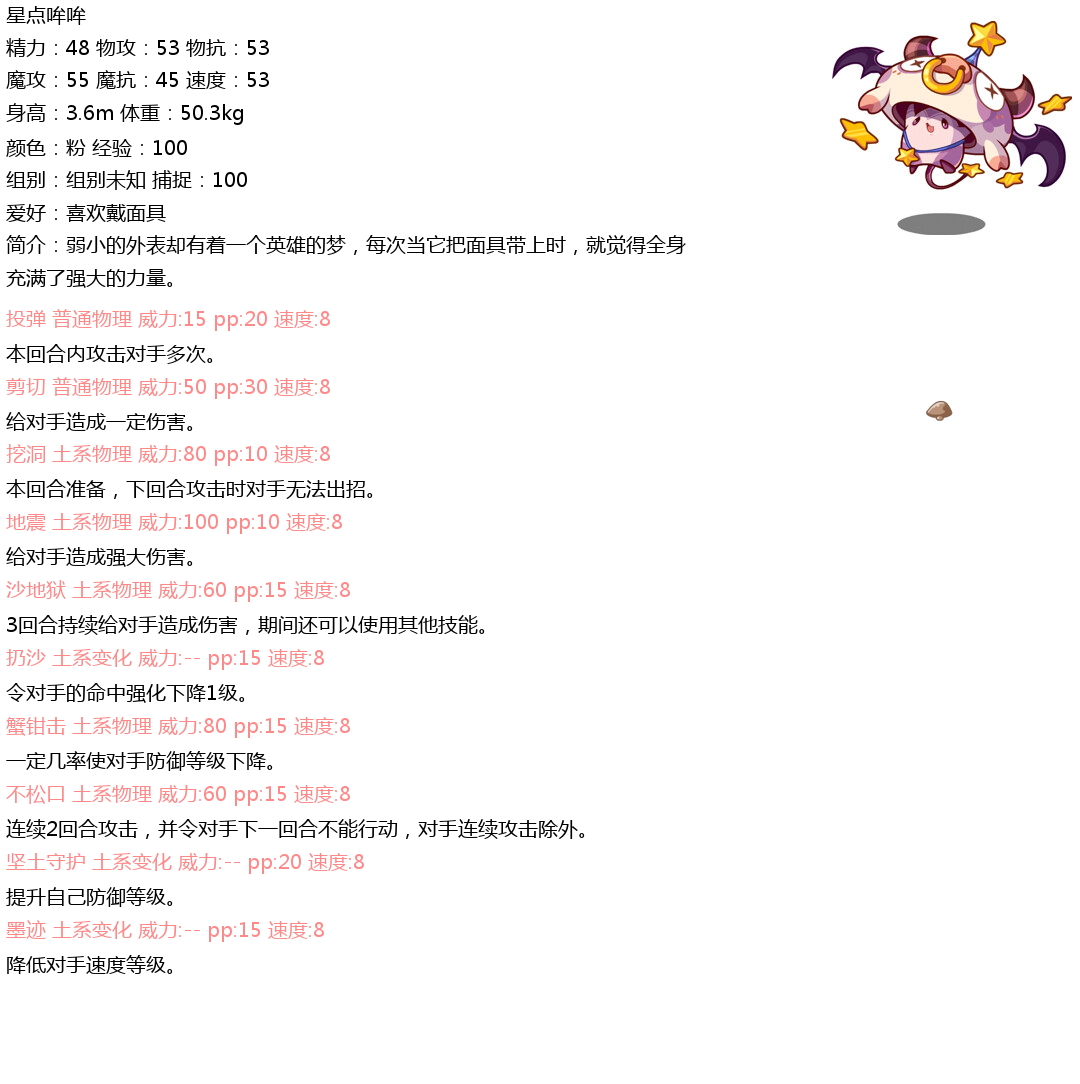 星点哞哞
精力：48 物攻：53 物抗：53
魔攻：55 魔抗：45 速度：53
身高：3.6m 体重：50.3kg
颜色：粉 经验：100
组别：组别未知 捕捉：100
爱好：喜欢戴面具
简介：弱小的外表却有着一个英雄的梦，每次当它把面具带上时，就觉得全身
充满了强大的力量。
投弹 普通物理 威力:15 pp:20 速度:8
本回合内攻击对手多次。
剪切 普通物理 威力:50 pp:30 速度:8
给对手造成一定伤害。
挖洞 土系物理 威力:80 pp:10 速度:8
本回合准备，下回合攻击时对手无法出招。
地震 土系物理 威力:100 pp:10 速度:8
给对手造成强大伤害。
沙地狱 土系物理 威力:60 pp:15 速度:8
3回合持续给对手造成伤害，期间还可以使用其他技能。
扔沙 土系变化 威力:-- pp:15 速度:8
令对手的命中强化下降1级。
蟹钳击 土系物理 威力:80 pp:15 速度:8
一定几率使对手防御等级下降。
不松口 土系物理 威力:60 pp:15 速度:8
连续2回合攻击，并令对手下一回合不能行动，对手连续攻击除外。
坚土守护 土系变化 威力:-- pp:20 速度:8
提升自己防御等级。
墨迹 土系变化 威力:-- pp:15 速度:8
降低对手速度等级。